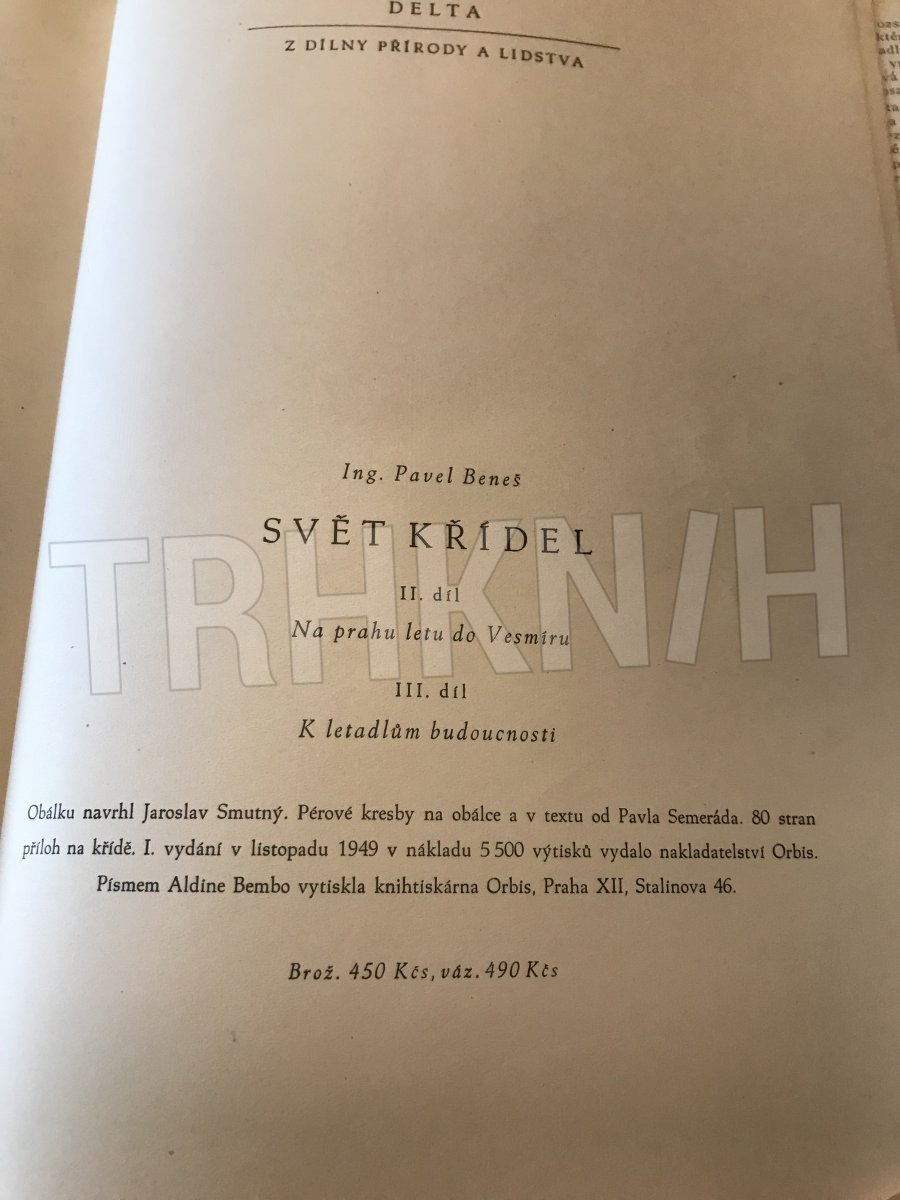 DELTA
Z DÍLNY PŘÍRODY A LIDSTVA
Ing. Pavel Beneš
SVĚT KŘÍDEL
TRHKNIH
II. díl
Na prahu letu do Vesmíru
III. díl
K letadlům budoucnosti
Obálku navrhl Jaroslav Smutný. Pérové kresby na obálce a v textu od Pavla Semeráda. 80 stran
příloh na křídě. I. vydání v listopadu 1949 v nákladu 5 500 výtisků vydalo nakladatelství Orbis.
Písmem Aldine Bembo vytiskla knihtiskárna Orbis, Praha XII, Stalinova 46.
Brož. 450 Kčs, váz. 490 Kčs